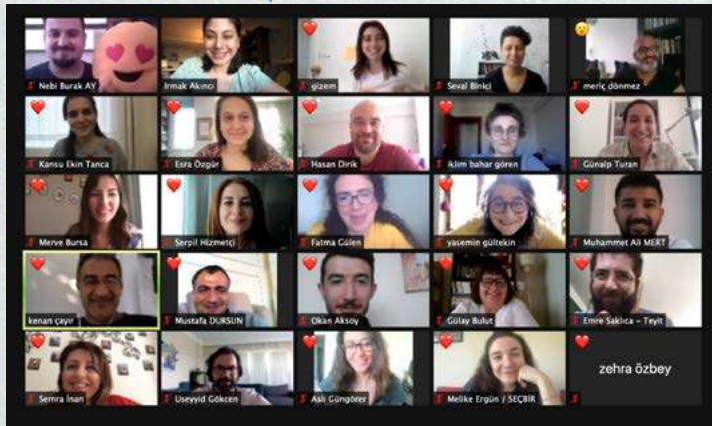 Nebi Burak AY
Irmak Akıncı
gizem
Seval Binici
meriç dönmez
Kansu Ekin Tanca
Esra Özgür
Hasan Dirik
iklim bahar gören
Günalp Turan
Merve Bursa
Serpil Hizmetçi
Fatma Gülen
yasemin gültekin
Muhammet Ali MERT
kenan çayır
Mustafa DURSUN
Okan Aksoy
Gülay Bulut
Emre Saklıca - Teyit
Semra İnan
Useyyid Gökcen
Aslı Güngörer
Melike Ergün / SEÇBİR
zehra özbey